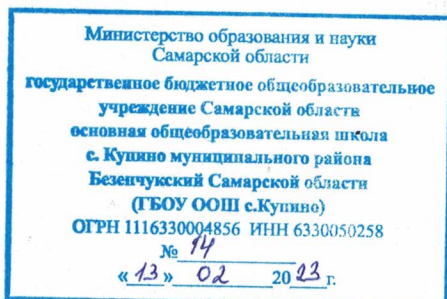 Министерство образования и науки
Самарской области
государственное бюджетное общеобразовательное
учреждение Самарской области
основная общеобразовательная школа
с. Купино муниципального района
Безенчукский Самарской области
(ГБОУ ООШ с.Купино)
ОГРН 1116330004856 ИНН 6330050258
№ 14
«13» 02 2023 г.